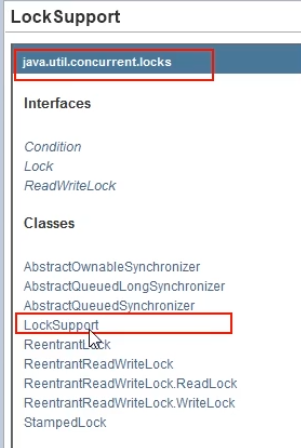 LockSupport
java.util.concurrent.locks
Interfaces
Condition
Lock
ReadWriteLock
Classes
AbstractOwnableSynchronizer
AbstractQueuedLongSynchronizer
AbstractQueuedSynchronizer
LockSupport
ReentrantLock
ReentrantReadWriteLock
ReentrantReadWriteLock.ReadLock
ReentrantReadWriteLock.WriteLock
StampedLock